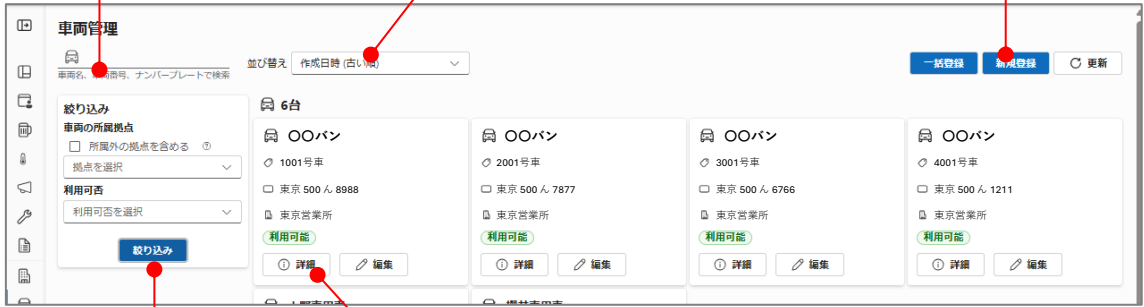 車両管理
車両名、車両番号、ナンバープレートで検索
並び替え 作成日時 (古い順)
一括登録 新規登録 更新
絞り込み
車両の所属拠点
所属外の拠点を含める
拠点を選択
利用可否
利用可否を選択
絞り込み
6台
〇〇バン
1001号車
東京 500 ん 8988
東京営業所
利用可能
詳細 編集
〇〇バン
2001号車
東京 500 ん 7877
東京営業所
利用可能
詳細 編集
〇〇バン
3001号車
東京 500 ん 6766
東京営業所
利用可能
詳細 編集
〇〇バン
4001号車
東京 500 ん 1211
東京営業所
利用可能
詳細 編集